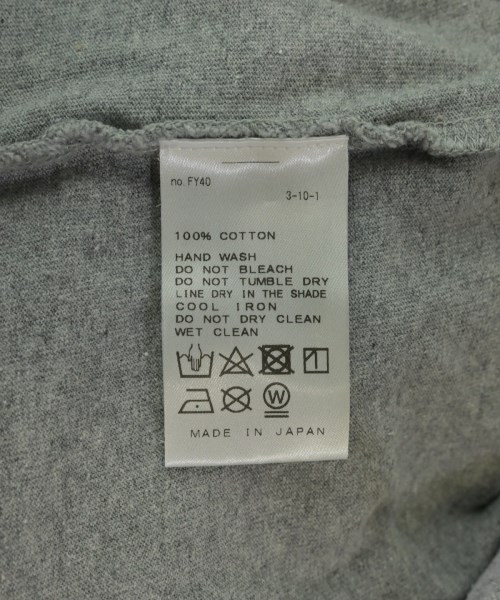 no.FY40
3-10-1
100% COTTON
HAND WASH
DO NOT BLEACH
DO NOT TUMBLE DRY
LINE DRY IN THE SHADE
COOL IRON
DO NOT DRY CLEAN
WET CLEAN
W
MADE IN JAPAN